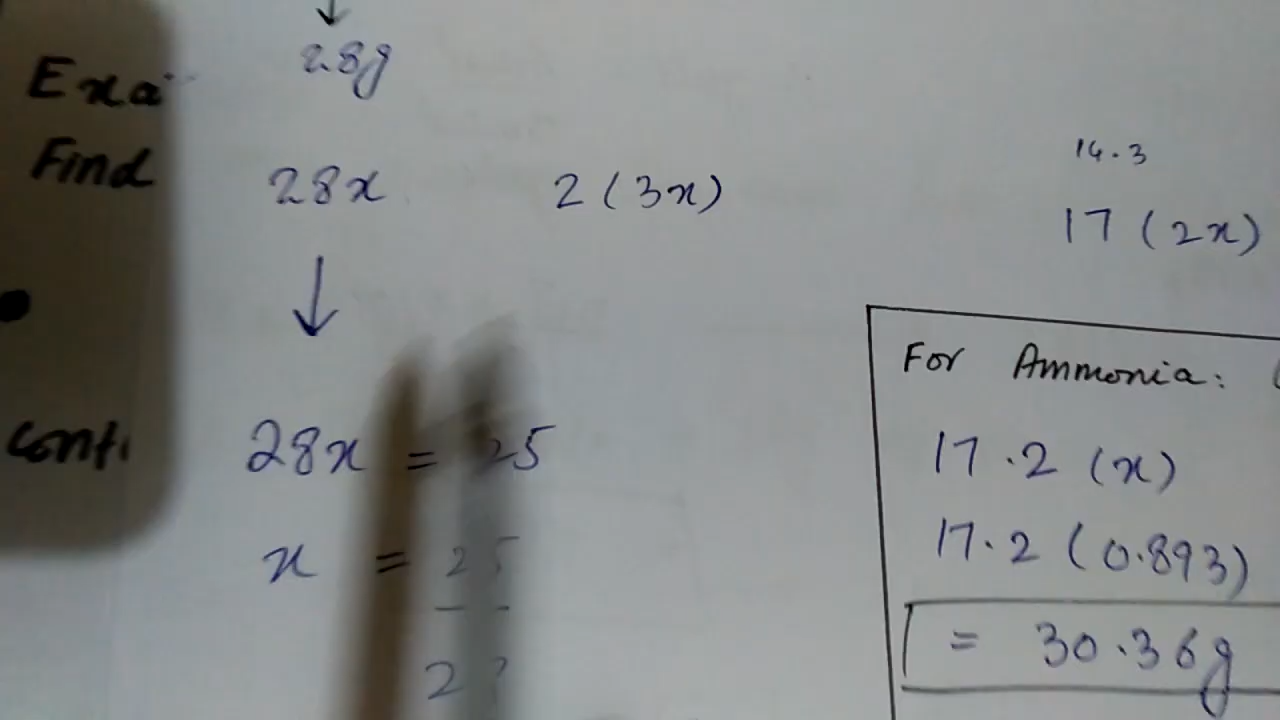 28g
Exa
Find
28x 2(3x)
14.3
17(2x)
28x = 25
x = 25
conti
For Ammonia:
17.2 (x)
17.2 (0.893)
= 30.36g